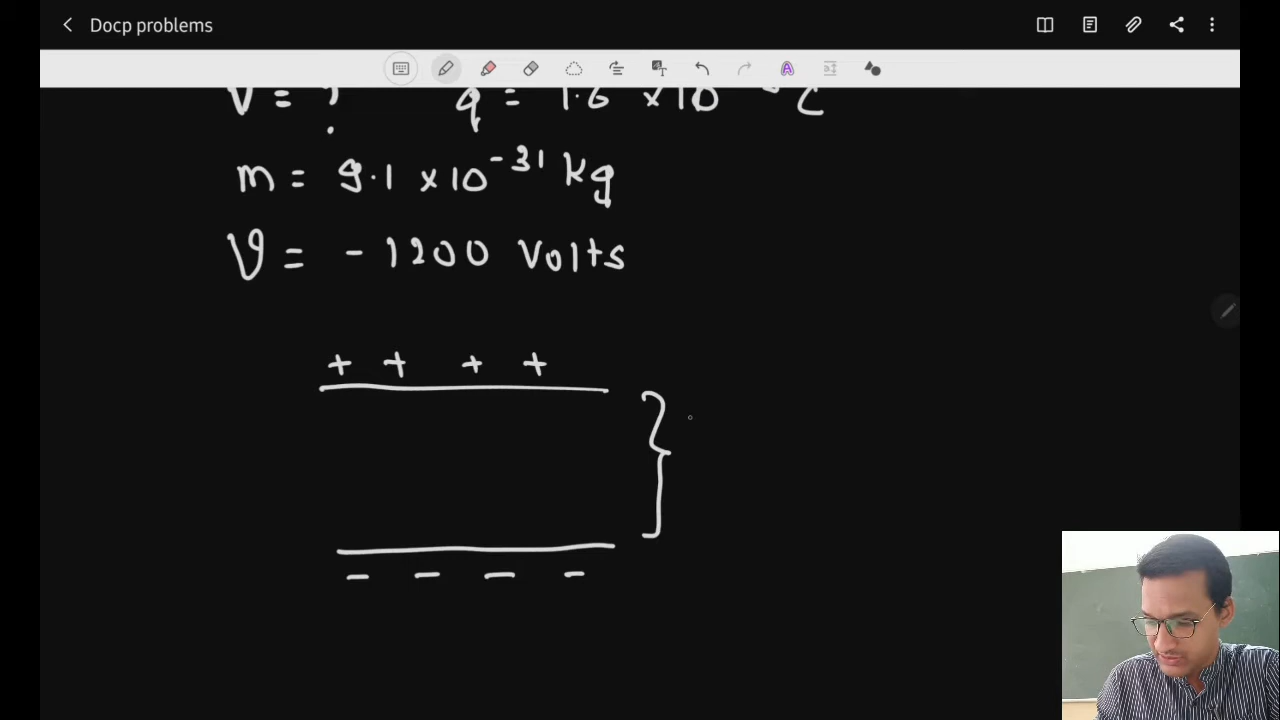 Docp problems
V = ? q = 1.6 × 10 C
m = 9.1 × 10⁻³¹ kg
V = - 1200 Volts
+ + + +
- - - -